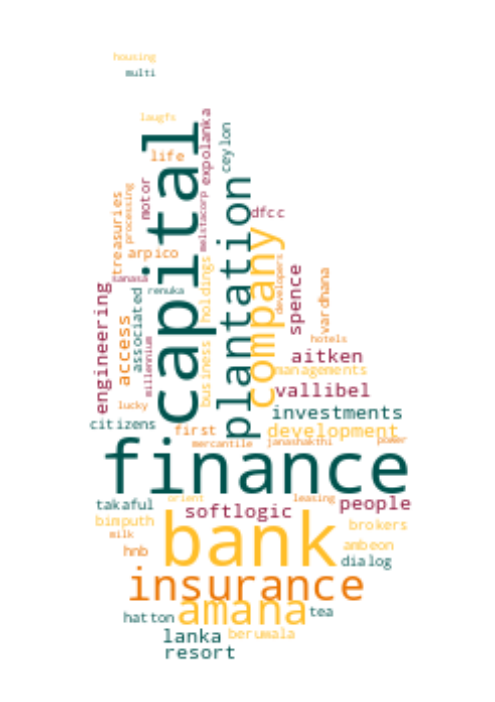 housing
multi
laugfs
capital
expolanka
ceylon
life
motor
processing
treasuries
melstacorp
plantation
dfcc
arpico
holdings
company
developers
sanasa
renuka
associated
engineering
access
millennium
business
spence
vardhana
hotels
aitken
managements
vallibel
lucky
investments
citizens
first
development
mercantile
janashakthi
power
finance
takaful
orient
leasing
people
softlogic
bimputh
bank
brokers
milk
hnb
ambeon
dialog
insurance
amana
hatton
tea
lanka
beruwala
resort